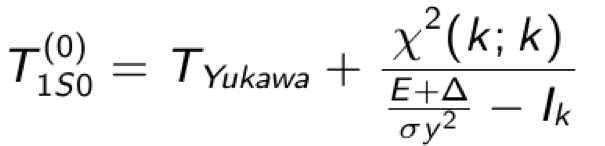 $T_{1S0}^{(0)} = T_{Yukawa} + \frac{\chi^2(k; k)}{\frac{E+\Delta}{\sigma y^2} - I_k}$